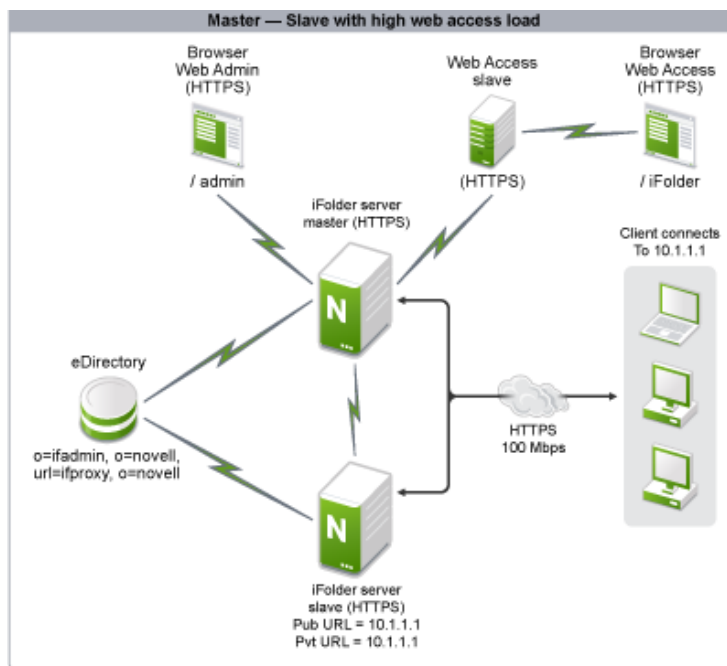 Master — Slave with high web access load
Browser
Web Admin
(HTTPS)
/ admin
Web Access
slave
(HTTPS)
Browser
Web Access
(HTTPS)
/ iFolder
iFolder server
master (HTTPS)
N
Client connects
To 10.1.1.1
eDirectory
o=ifadmin, o=novell,
url=ifproxy, o=novell
HTTPS
100 Mbps
N
iFolder server
slave (HTTPS)
Pub URL = 10.1.1.1
Pvt URL = 10.1.1.1